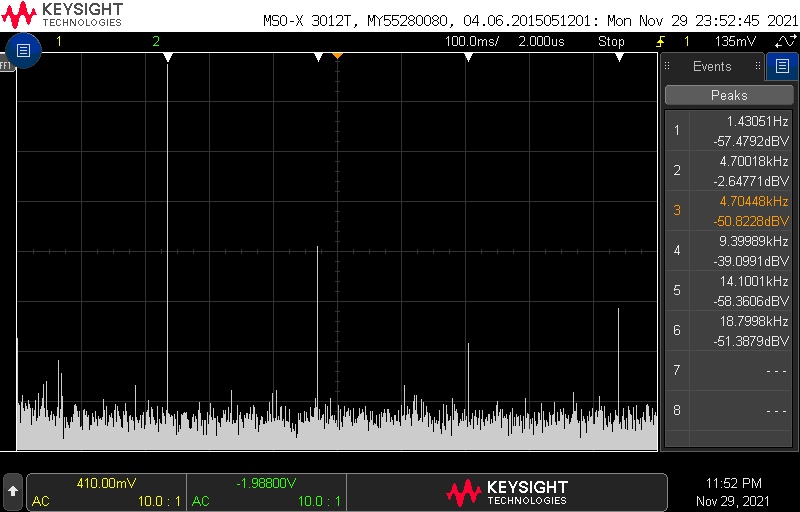 KEYSIGHT
TECHNOLOGIES
MSO-X 3012T, MY55280080, 04.06.2015051201: Mon Nov 29 23:52:45 2021
1 2 100.0ms/ 2.000us Stop 1 135mV
FFT
Events
Peaks
1 1.43051Hz
-57.4792dBV
2 4.70018kHz
-2.64771dBV
3 4.70448kHz
-50.8228dBV
4 9.39989kHz
-39.0991dBV
5 14.1001kHz
-58.3606dBV
6 18.7998kHz
-51.3879dBV
7 ---
8 ---
410.00mV
AC 10.0 : 1
-1.98800V
AC 10.0 : 1
KEYSIGHT
TECHNOLOGIES
11:52 PM
Nov 29, 2021